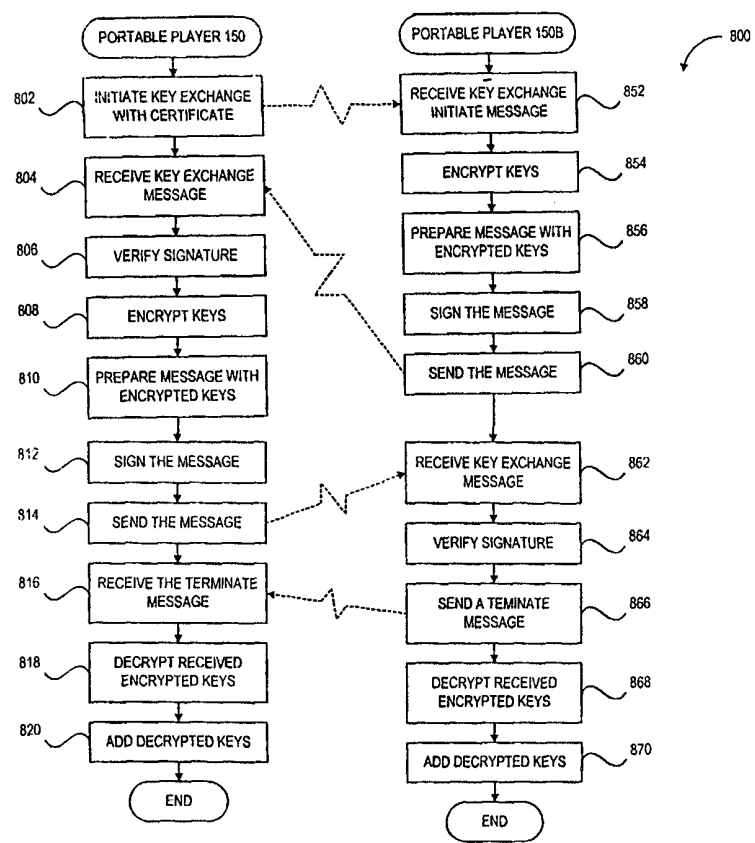 PORTABLE PLAYER 150
802
INITIATE KEY EXCHANGE
WITH CERTIFICATE
804
RECEIVE KEY EXCHANGE
MESSAGE
806
VERIFY SIGNATURE
808
ENCRYPT KEYS
810
PREPARE MESSAGE WITH
ENCRYPTED KEYS
812
SIGN THE MESSAGE
814
SEND THE MESSAGE
816
RECEIVE THE TERMINATE
MESSAGE
818
DECRYPT RECEIVED
ENCRYPTED KEYS
820
ADD DECRYPTED KEYS
END
PORTABLE PLAYER 150B
800
RECEIVE KEY EXCHANGE
INITIATE MESSAGE
852
ENCRYPT KEYS
854
PREPARE MESSAGE WITH
ENCRYPTED KEYS
856
SIGN THE MESSAGE
858
SEND THE MESSAGE
860
RECEIVE KEY EXCHANGE
MESSAGE
862
VERIFY SIGNATURE
864
SEND A TEMINATE
MESSAGE
866
DECRYPT RECEIVED
ENCRYPTED KEYS
868
ADD DECRYPTED KEYS
870
END